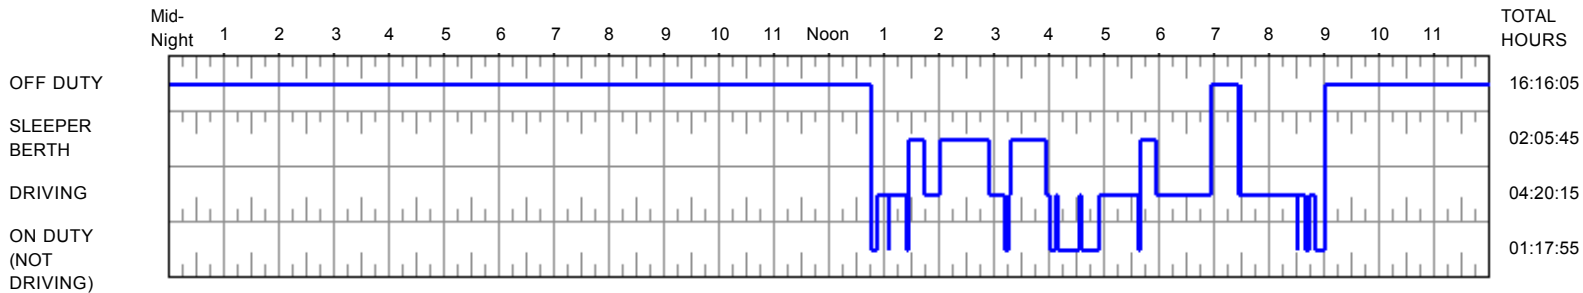 Mid-
Night 1 2 3 4 5 6 7 8 9 10 11 Noon 1 2 3 4 5 6 7 8 9 10 11 TOTAL
HOURS
OFF DUTY 16:16:05
SLEEPER
BERTH 02:05:45
DRIVING 04:20:15
ON DUTY
(NOT 01:17:55
DRIVING)